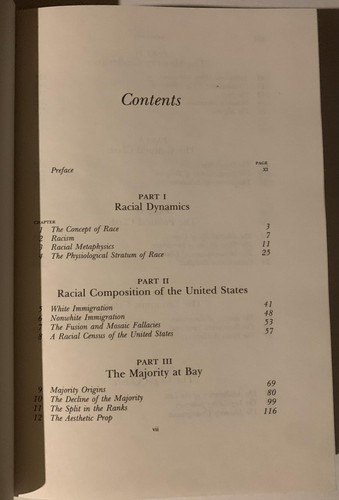 Contents
PAGE
Preface xi
PART I
Racial Dynamics
CHAPTER
1 The Concept of Race 3
2 Racism 7
3 Racial Metaphysics 11
4 The Physiological Stratum of Race 25
PART II
Racial Composition of the United States
5 White Immigration 41
6 Nonwhite Immigration 48
7 The Fusion and Mosaic Fallacies 53
8 A Racial Census of the United States 57
PART III
The Majority at Bay
9 Majority Origins 69
10 The Decline of the Majority 80
11 The Split in the Ranks 99
12 The Aesthetic Prop 116
vii